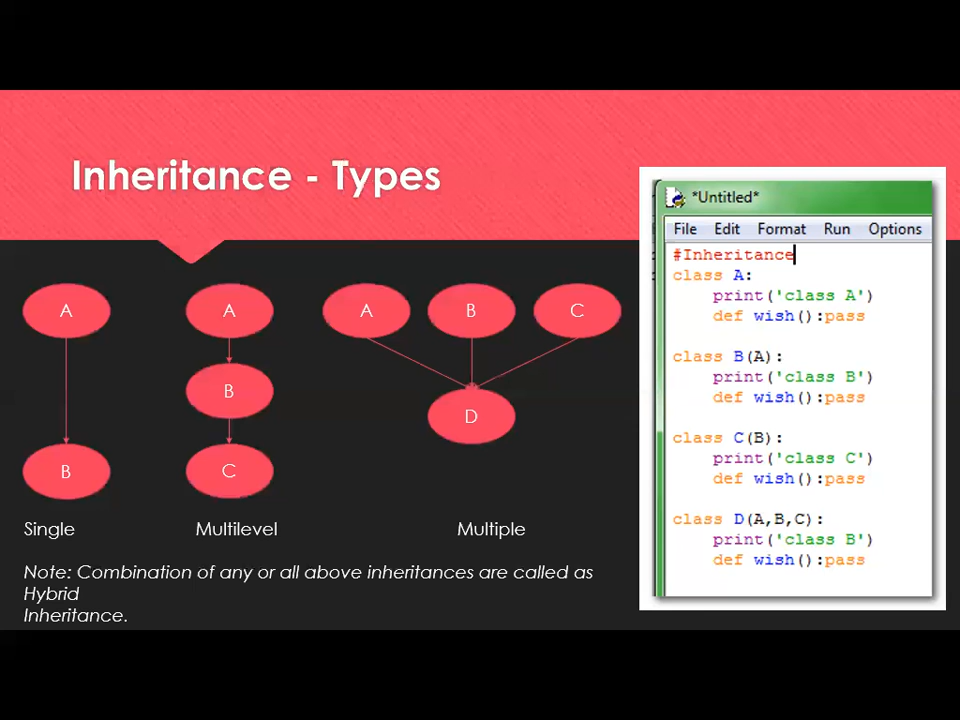 Inheritance - Types
A
B
Single
A
B
C
Multilevel
A B C
D
Multiple
Note: Combination of any or all above inheritances are called as
Hybrid
Inheritance.
*Untitled*
File Edit Format Run Options
#Inheritance
class A:
    print('class A')
    def wish():pass
class B(A):
    print('class B')
    def wish():pass
class C(B):
    print('class C')
    def wish():pass
class D(A,B,C):
    print('class B')
    def wish():pass